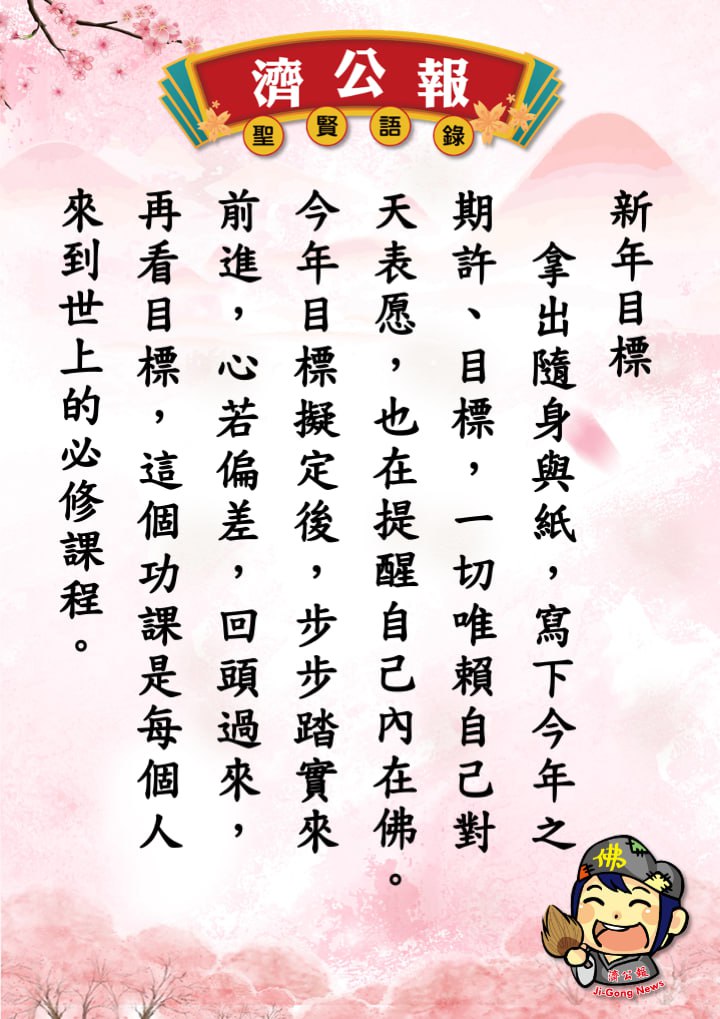 濟公報
聖賢語錄
新年目標
拿出隨身與紙，寫下今年之
期許、目標，一切唯賴自己對
天表愿，也在提醒自己內在佛。
今年目標擬定後，步步踏實來
前進，心若偏差，回頭過來，
再看目標，這個功課是每個人
來到世上的必修課程。
佛
濟公報
Ji-Gong News